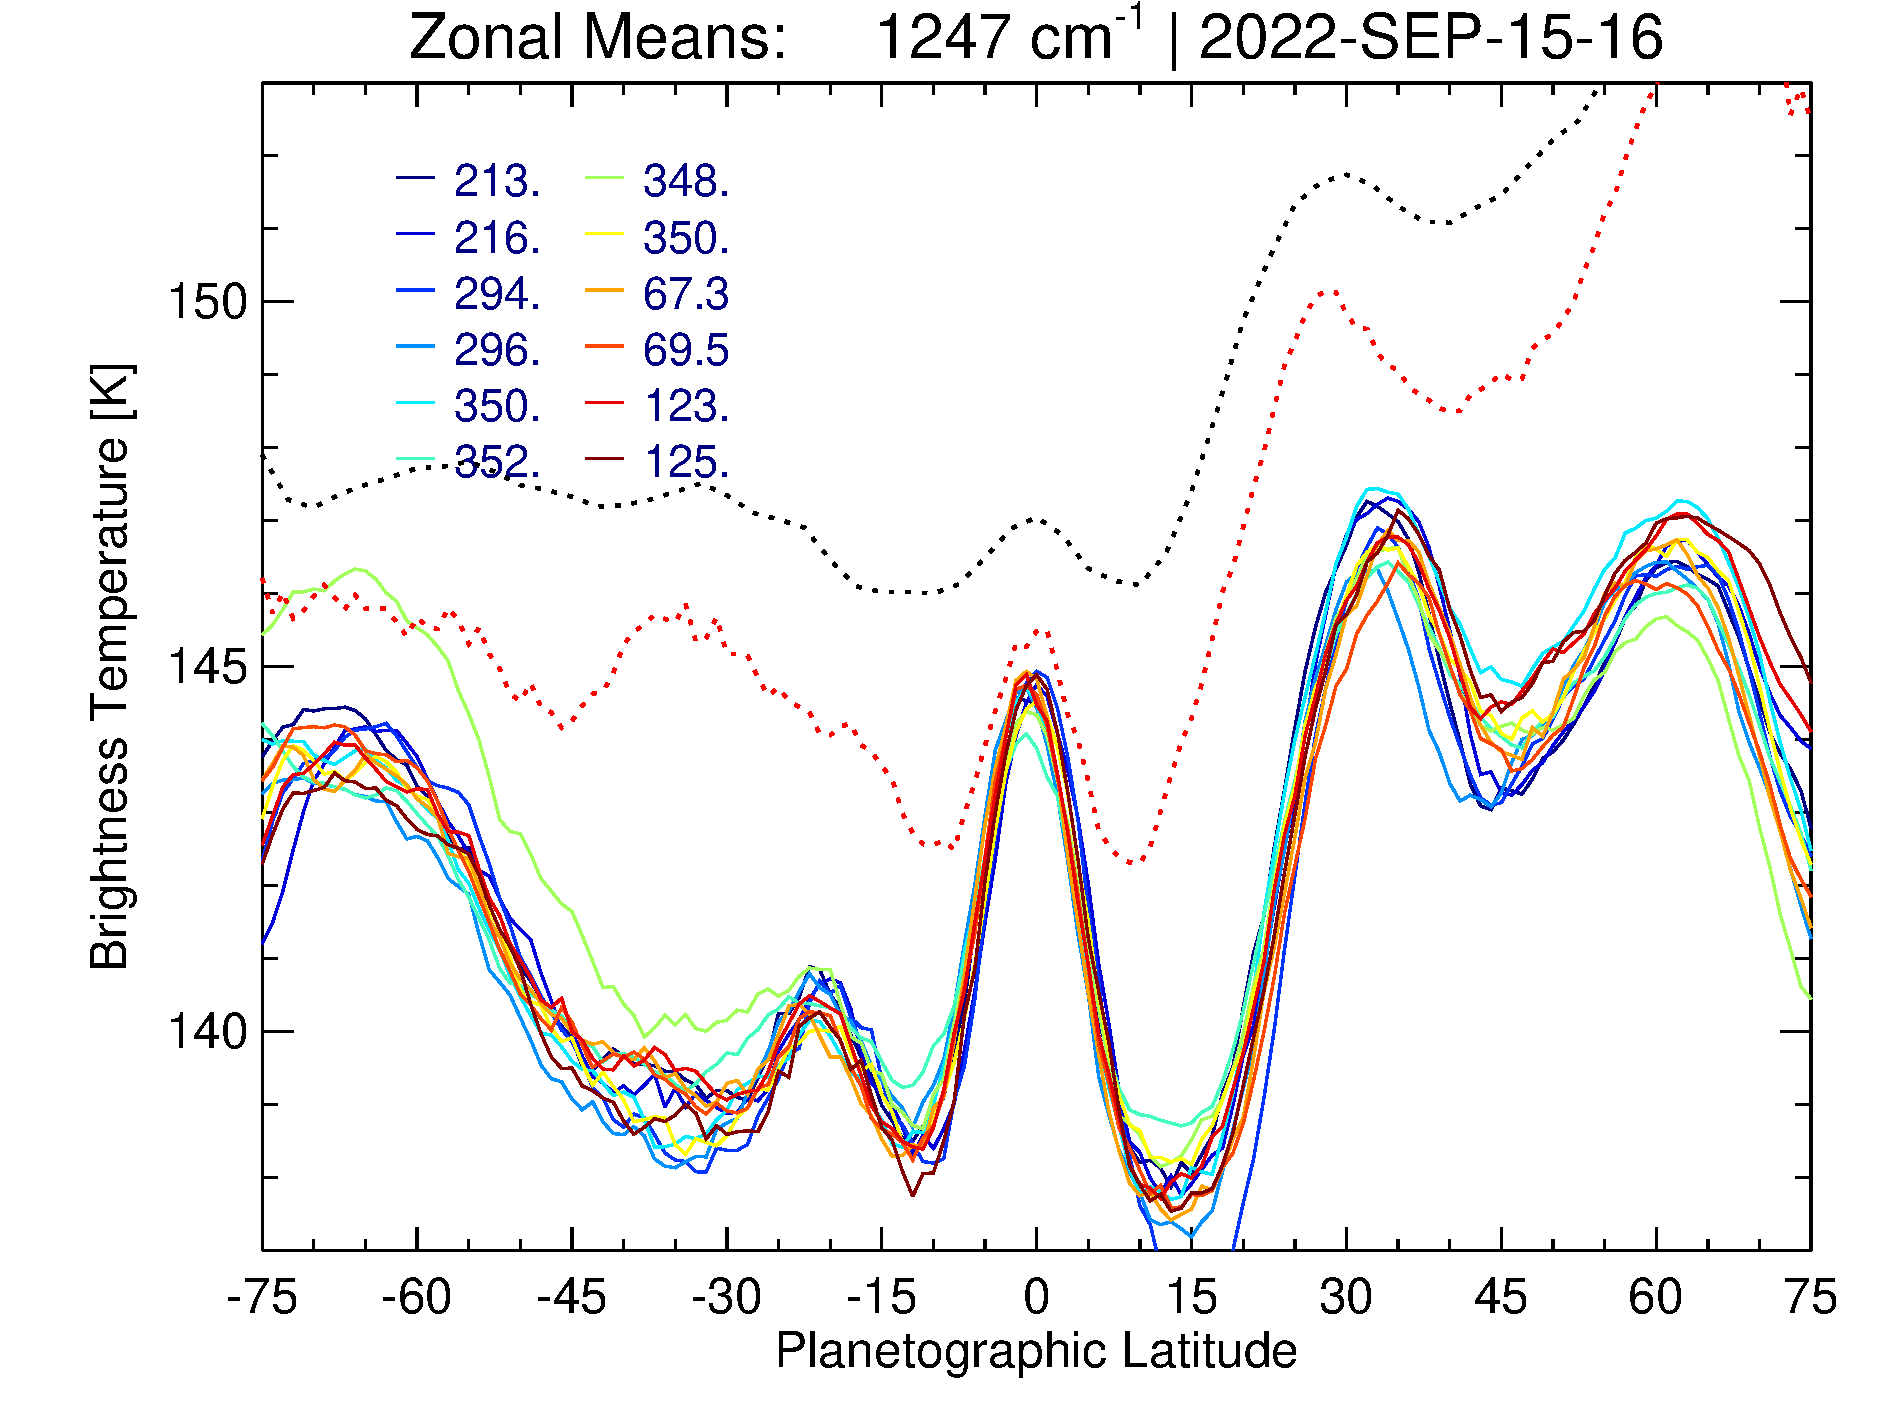 Zonal Means: 1247 cm⁻¹ | 2022-SEP-15-16
213. 348.
216. 350.
294. 67.3
296. 69.5
350. 123.
352. 125.
150
145
140
Brightness Temperature [K]
-75 -60 -45 -30 -15 0 15 30 45 60 75
Planetographic Latitude